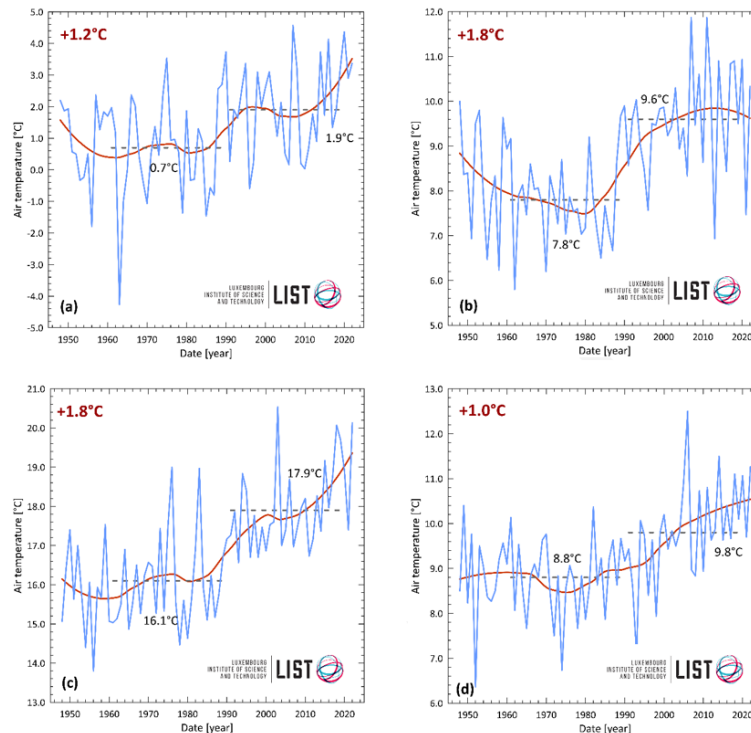 5.0
4.0
3.0
2.0
1.0
0.0
-1.0
-2.0
-3.0
-4.0
-5.0
Air temperature [°C]
+1.2°C
0.7°C
1.9°C
(a)
LUXEMBOURG
INSTITUTE OF SCIENCE
AND TECHNOLOGY
LIST
1950 1960 1970 1980 1990 2000 2010 2020
Date [year]
12.0
11.0
10.0
9.0
8.0
7.0
6.0
Air temperature [°C]
+1.8°C
9.6°C
7.8°C
(b)
LUXEMBOURG
INSTITUTE OF SCIENCE
AND TECHNOLOGY
LIST
1950 1960 1970 1980 1990 2000 2010 2020
Date [year]
21.0
20.0
19.0
18.0
17.0
16.0
15.0
14.0
13.0
Air temperature [°C]
+1.8°C
17.9°C
16.1°C
(c)
LUXEMBOURG
INSTITUTE OF SCIENCE
AND TECHNOLOGY
LIST
1950 1960 1970 1980 1990 2000 2010 2020
Date [year]
13.0
12.0
11.0
10.0
9.0
8.0
7.0
6.0
Air temperature [°C]
+1.0°C
8.8°C
9.8°C
(d)
LUXEMBOURG
INSTITUTE OF SCIENCE
AND TECHNOLOGY
LIST
1950 1960 1970 1980 1990 2000 2010 2020
Date [year]